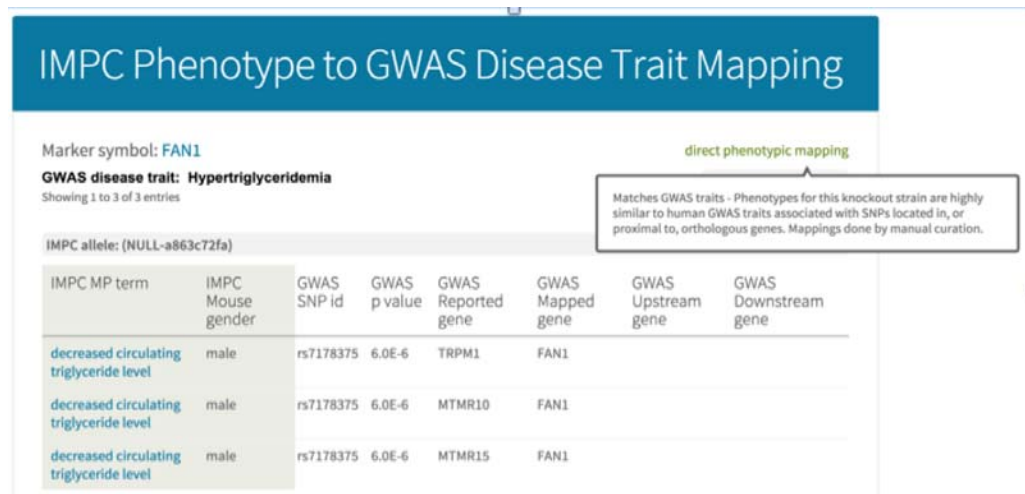 IMPC Phenotype to GWAS Disease Trait Mapping
Marker symbol: FAN1
direct phenotypic mapping
GWAS disease trait: Hypertriglyceridemia
Showing 1 to 3 of 3 entries
Matches GWAS traits - Phenotypes for this knockout strain are highly
similar to human GWAS traits associated with SNPs located in, or
proximal to, orthologous genes. Mappings done by manual curation.
IMPC allele: (NULL-a863c72fa)
IMPC MP term IMPC Mouse gender GWAS SNP id GWAS p value GWAS Reported gene GWAS Mapped gene GWAS Upstream gene GWAS Downstream gene
decreased circulating triglyceride level male rs7178375 6.0E-6 TRPM1 FAN1
decreased circulating triglyceride level male rs7178375 6.0E-6 MTMR10 FAN1
decreased circulating triglyceride level male rs7178375 6.0E-6 MTMR15 FAN1